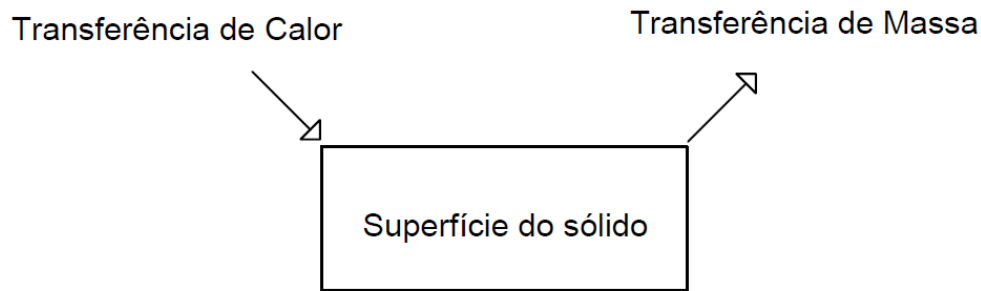 Transferência de Calor
Transferência de Massa
Superfície do sólido